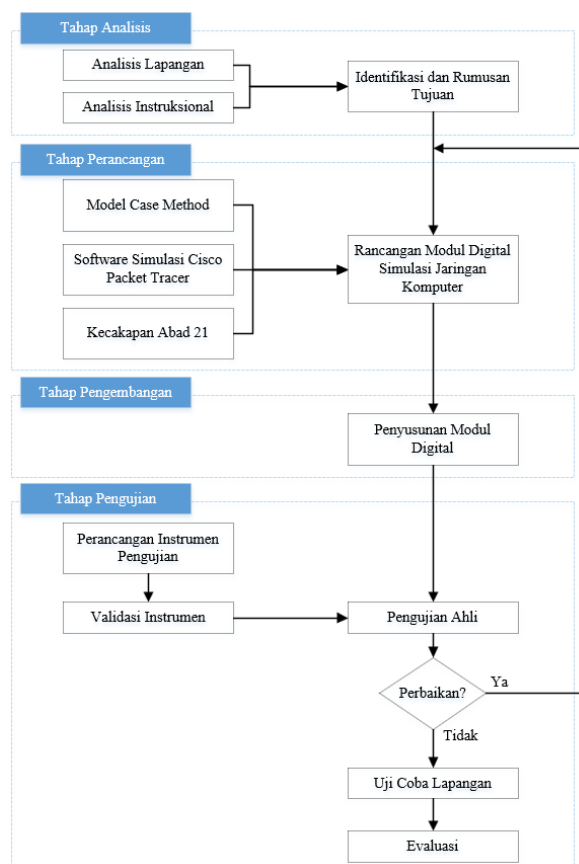 Tahap Analisis
Analisis Lapangan
Analisis Instruksional
Identifikasi dan Rumusan
Tujuan
Tahap Perancangan
Model Case Method
Software Simulasi Cisco
Packet Tracer
Kecakapan Abad 21
Rancangan Modul Digital
Simulasi Jaringan
Komputer
Tahap Pengembangan
Penyusunan Modul
Digital
Tahap Pengujian
Perancangan Instrumen
Pengujian
Validasi Instrumen
Pengujian Ahli
Perbaikan?
Ya
Tidak
Uji Coba Lapangan
Evaluasi